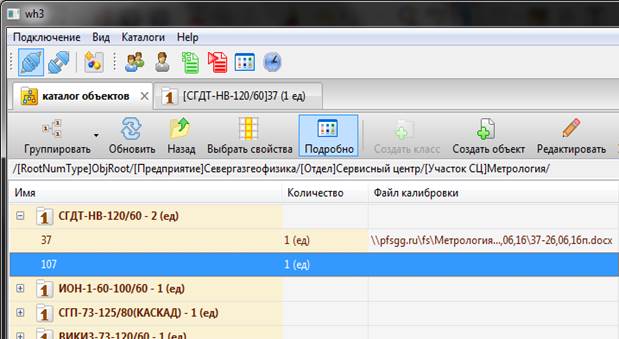 wh3
Подключение Вид Каталоги Help
каталог объектов [СГДТ-НВ-120/60]37 (1 ед)
Группировать Обновить Назад Выбрать свойства Подробно Создать класс Создать объект Редактировать
/[RootNumType]ObjRoot/[Предприятие]Севергазгеофизика/[Отдел]Сервисный центр/[Участок СЦ]Метрология/
Имя Количество Файл калибровки
СГДТ-НВ-120/60 - 2 (ед)
37 1 (ед) \\pfsgg.ru\fs\Метрология...,06,16\37-26,06,16п.docx
107 1 (ед)
ИОН-1-60-100/60 - 1 (ед)
СГП-73-125/80(КАСКАД) - 1 (ед)
ВИКИЗ-73-120/60 - 1 (ед)